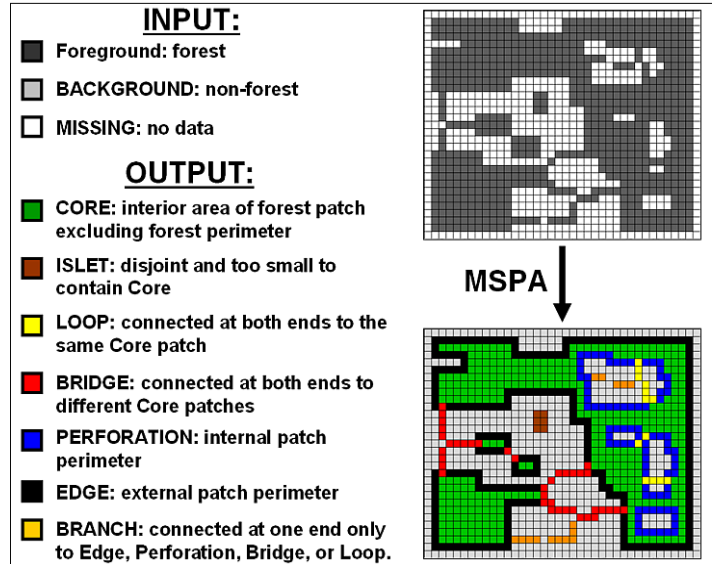 INPUT:
Foreground: forest
BACKGROUND: non-forest
MISSING: no data
OUTPUT:
CORE: interior area of forest patch
excluding forest perimeter
ISLET: disjoint and too small to
contain Core
LOOP: connected at both ends to the
same Core patch
BRIDGE: connected at both ends to
different Core patches
PERFORATION: internal patch
perimeter
EDGE: external patch perimeter
BRANCH: connected at one end only
to Edge, Perforation, Bridge, or Loop.
MSPA